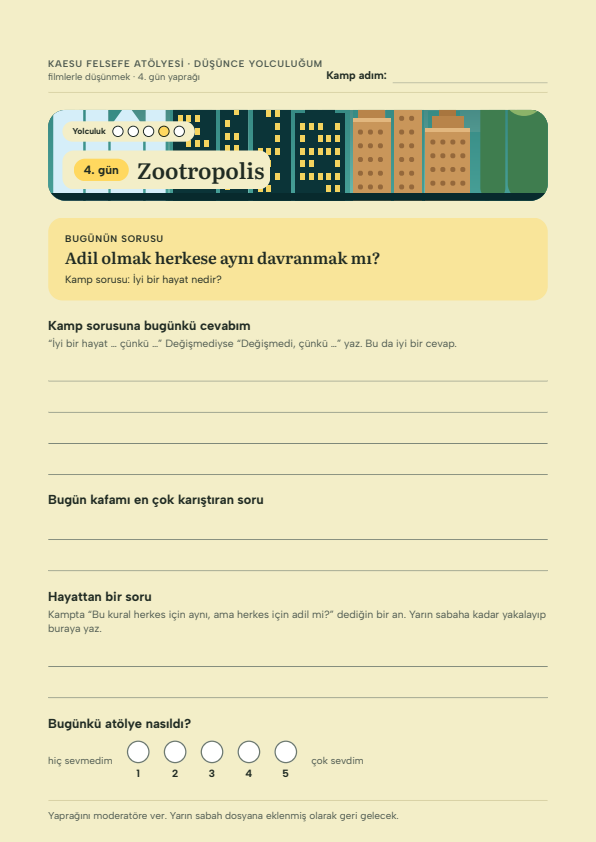 KAESU FELSEFE ATÖLYESİ · DÜŞÜNCE YOLCULUĞUM
filmlerle düşünmek · 4. gün yaprağı
Kamp adım:
Yolculuk
4. gün Zootropolis
BUGÜNÜN SORUSU
Adil olmak herkese aynı davranmak mı?
Kamp sorusu: İyi bir hayat nedir?
Kamp sorusuna bugünkü cevabım
“İyi bir hayat … çünkü …” Değişmediyse “Değişmedi, çünkü …” yaz. Bu da iyi bir cevap.
Bugün kafamı en çok karıştıran soru
Hayattan bir soru
Kampta “Bu kural herkes için aynı, ama herkes için adil mi?” dediğin bir an. Yarın sabaha kadar yakalayıp
buraya yaz.
Bugünkü atölye nasıldı?
hiç sevmedim
çok sevdim
1 2 3 4 5
Yaprağını moderatöre ver. Yarın sabah dosyana eklenmiş olarak geri gelecek.